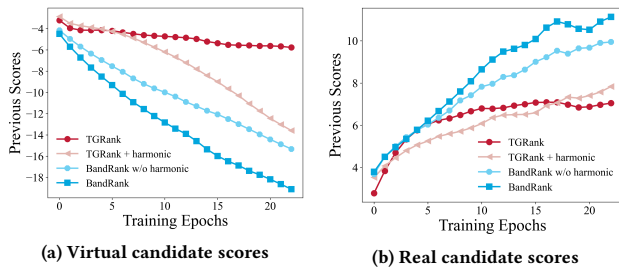 Previous Scores
−4
−6
−8
−10
−12
−14
−16
−18
TGRank
TGRank + harmonic
BandRank w/o harmonic
BandRank
0 5 10 15 20
Training Epochs
(a) Virtual candidate scores
Previous Scores
10
8
6
4
TGRank
TGRank + harmonic
BandRank w/o harmonic
BandRank
0 5 10 15 20
Training Epochs
(b) Real candidate scores